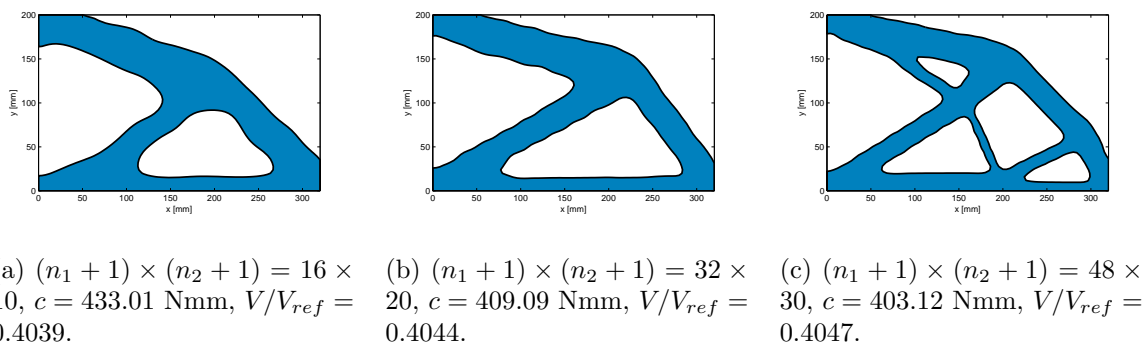 200
150
100
50
0
y [mm]
0 50 100 150 200 250 300
x [mm]
200
150
100
50
0
y [mm]
0 50 100 150 200 250 300
x [mm]
200
150
100
50
0
y [mm]
0 50 100 150 200 250 300
x [mm]
a) (n₁ + 1) × (n₂ + 1) = 16 ×
10, c = 433.01 Nmm, V/V_ref =
0.4039.
(b) (n₁ + 1) × (n₂ + 1) = 32 ×
20, c = 409.09 Nmm, V/V_ref =
0.4044.
(c) (n₁ + 1) × (n₂ + 1) = 48 ×
30, c = 403.12 Nmm, V/V_ref =
0.4047.